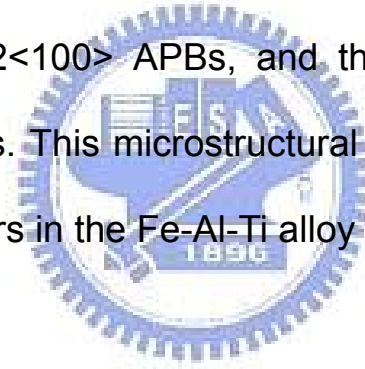 2<100> APBs, and th
s. This microstructural
rs in the Fe-Al-Ti alloy
E S A
1896